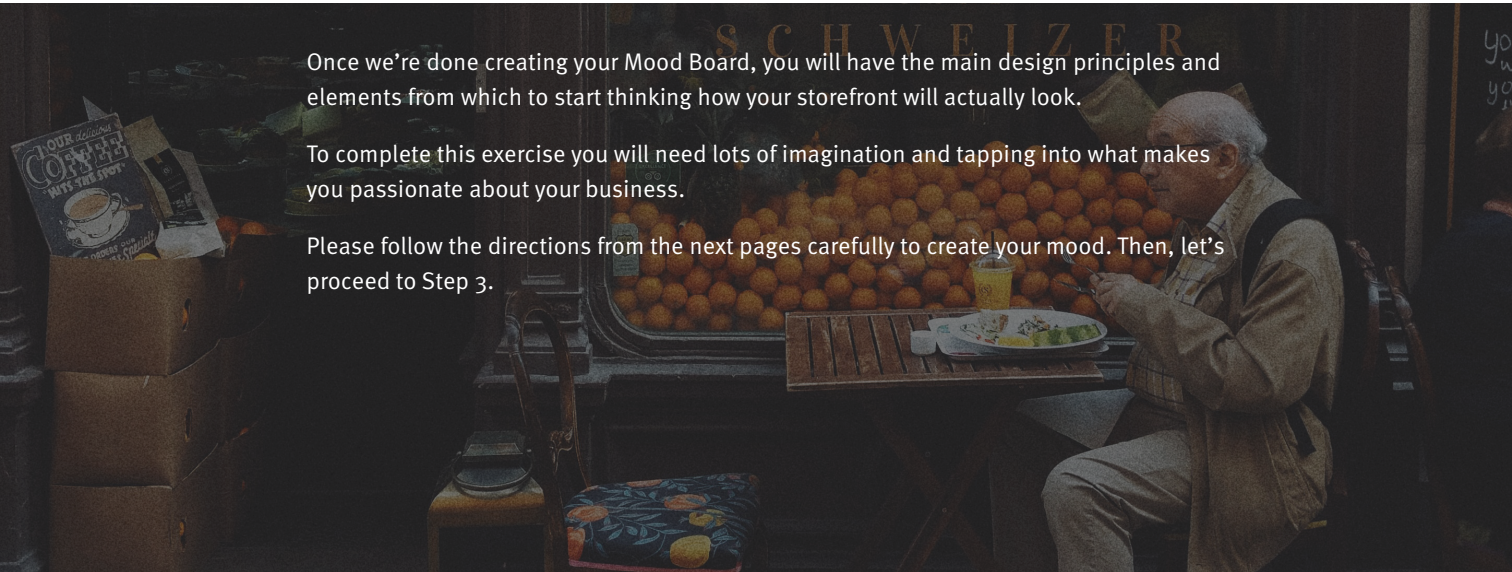 SCHWEIZER
Once we’re done creating your Mood Board, you will have the main design principles and
elements from which to start thinking how your storefront will actually look.
To complete this exercise you will need lots of imagination and tapping into what makes
you passionate about your business.
Please follow the directions from the next pages carefully to create your mood. Then, let’s
proceed to Step 3.
OUR delicious
COFFEE
HITS THE SPOT
Specials